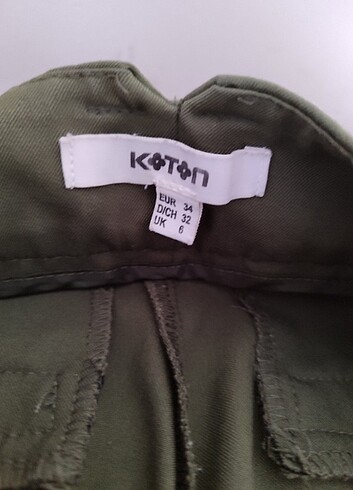 KOTON
EUR 34
D/CH 32
UK 6